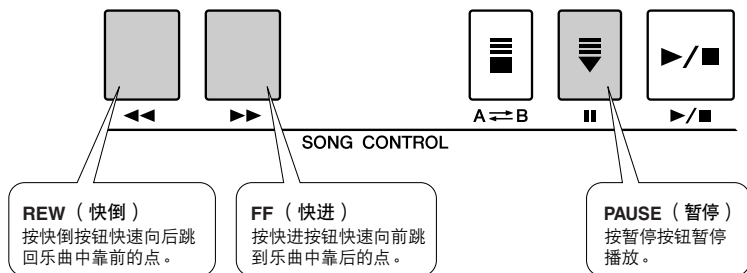 A⇄B
SONG CONTROL
REW（快倒）
按快倒按钮快速向后跳
回乐曲中靠前的点。
FF（快进）
按快进按钮快速向前跳
到乐曲中靠后的点。
PAUSE（暂停）
按暂停按钮暂停
播放。